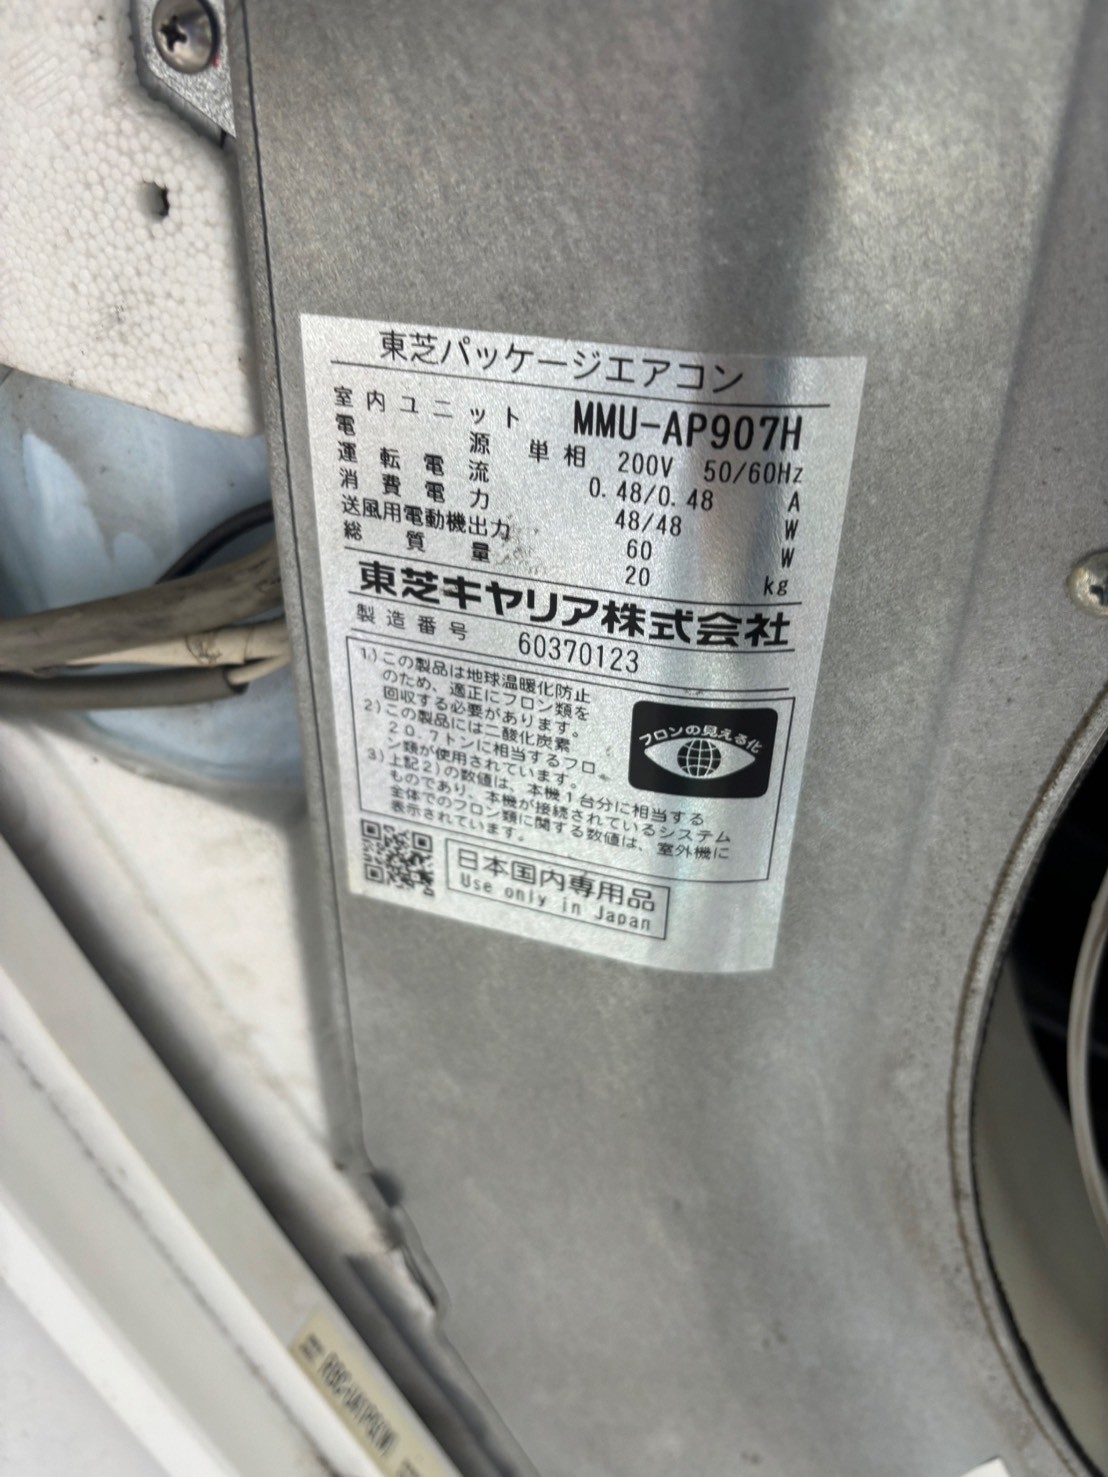 東芝パッケージエアコン
室内ユニット MMU-AP907H
電源 単相 200V 50/60Hz
運転電流 0.48/0.48 A
消費電力 48/48 W
送風用電動機出力 60 W
総質量 20 kg
東芝キヤリア株式会社
製造番号 60370123
1)この製品は地球温暖化防止
のため、適正にフロン類を
回収する必要があります。
2)この製品には二酸化炭素
20.7トンに相当するフロ
ン類が使用されています。
3)上記2)の数値は、本機1台分に相当する
ものであり、本機が接続されているシステム
全体でのフロン類に関する数値は、室外機に
表示されています。
フロンの見える化
日本国内専用品
Use only in Japan